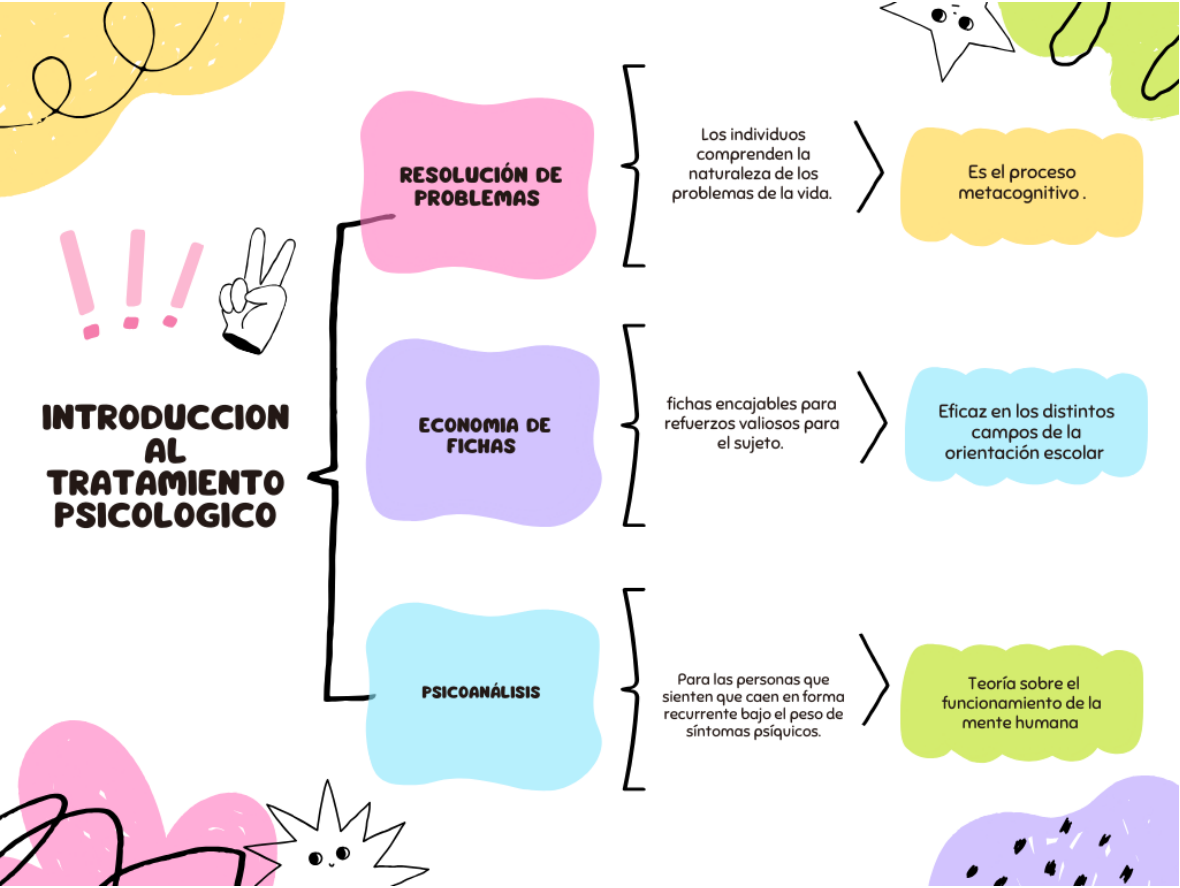 INTRODUCCION
AL
TRATAMIENTO
PSICOLOGICO
RESOLUCIÓN DE
PROBLEMAS
Los individuos
comprenden la
naturaleza de los
problemas de la vida.
Es el proceso
metacognitivo .
ECONOMIA DE
FICHAS
fichas encajables para
refuerzos valiosos para
el sujeto.
Eficaz en los distintos
campos de la
orientación escolar
PSICOANÁLISIS
Para las personas que
sienten que caen en forma
recurrente bajo el peso de
síntomas psíquicos.
Teoría sobre el
funcionamiento de la
mente humana